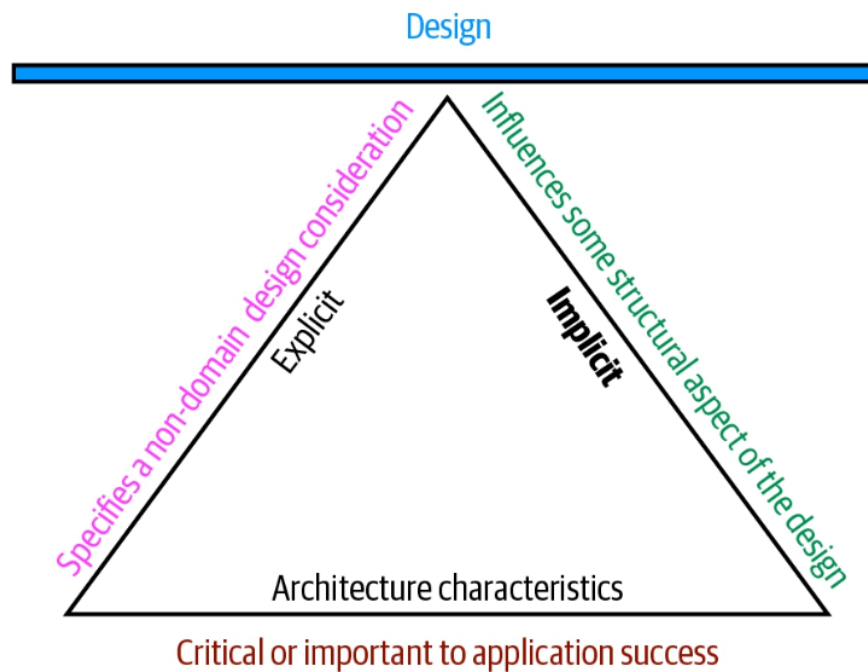 Design
Specifies a non-domain design consideration
Influences some structural aspect of the design
Explicit
Implicit
Architecture characteristics
Critical or important to application success